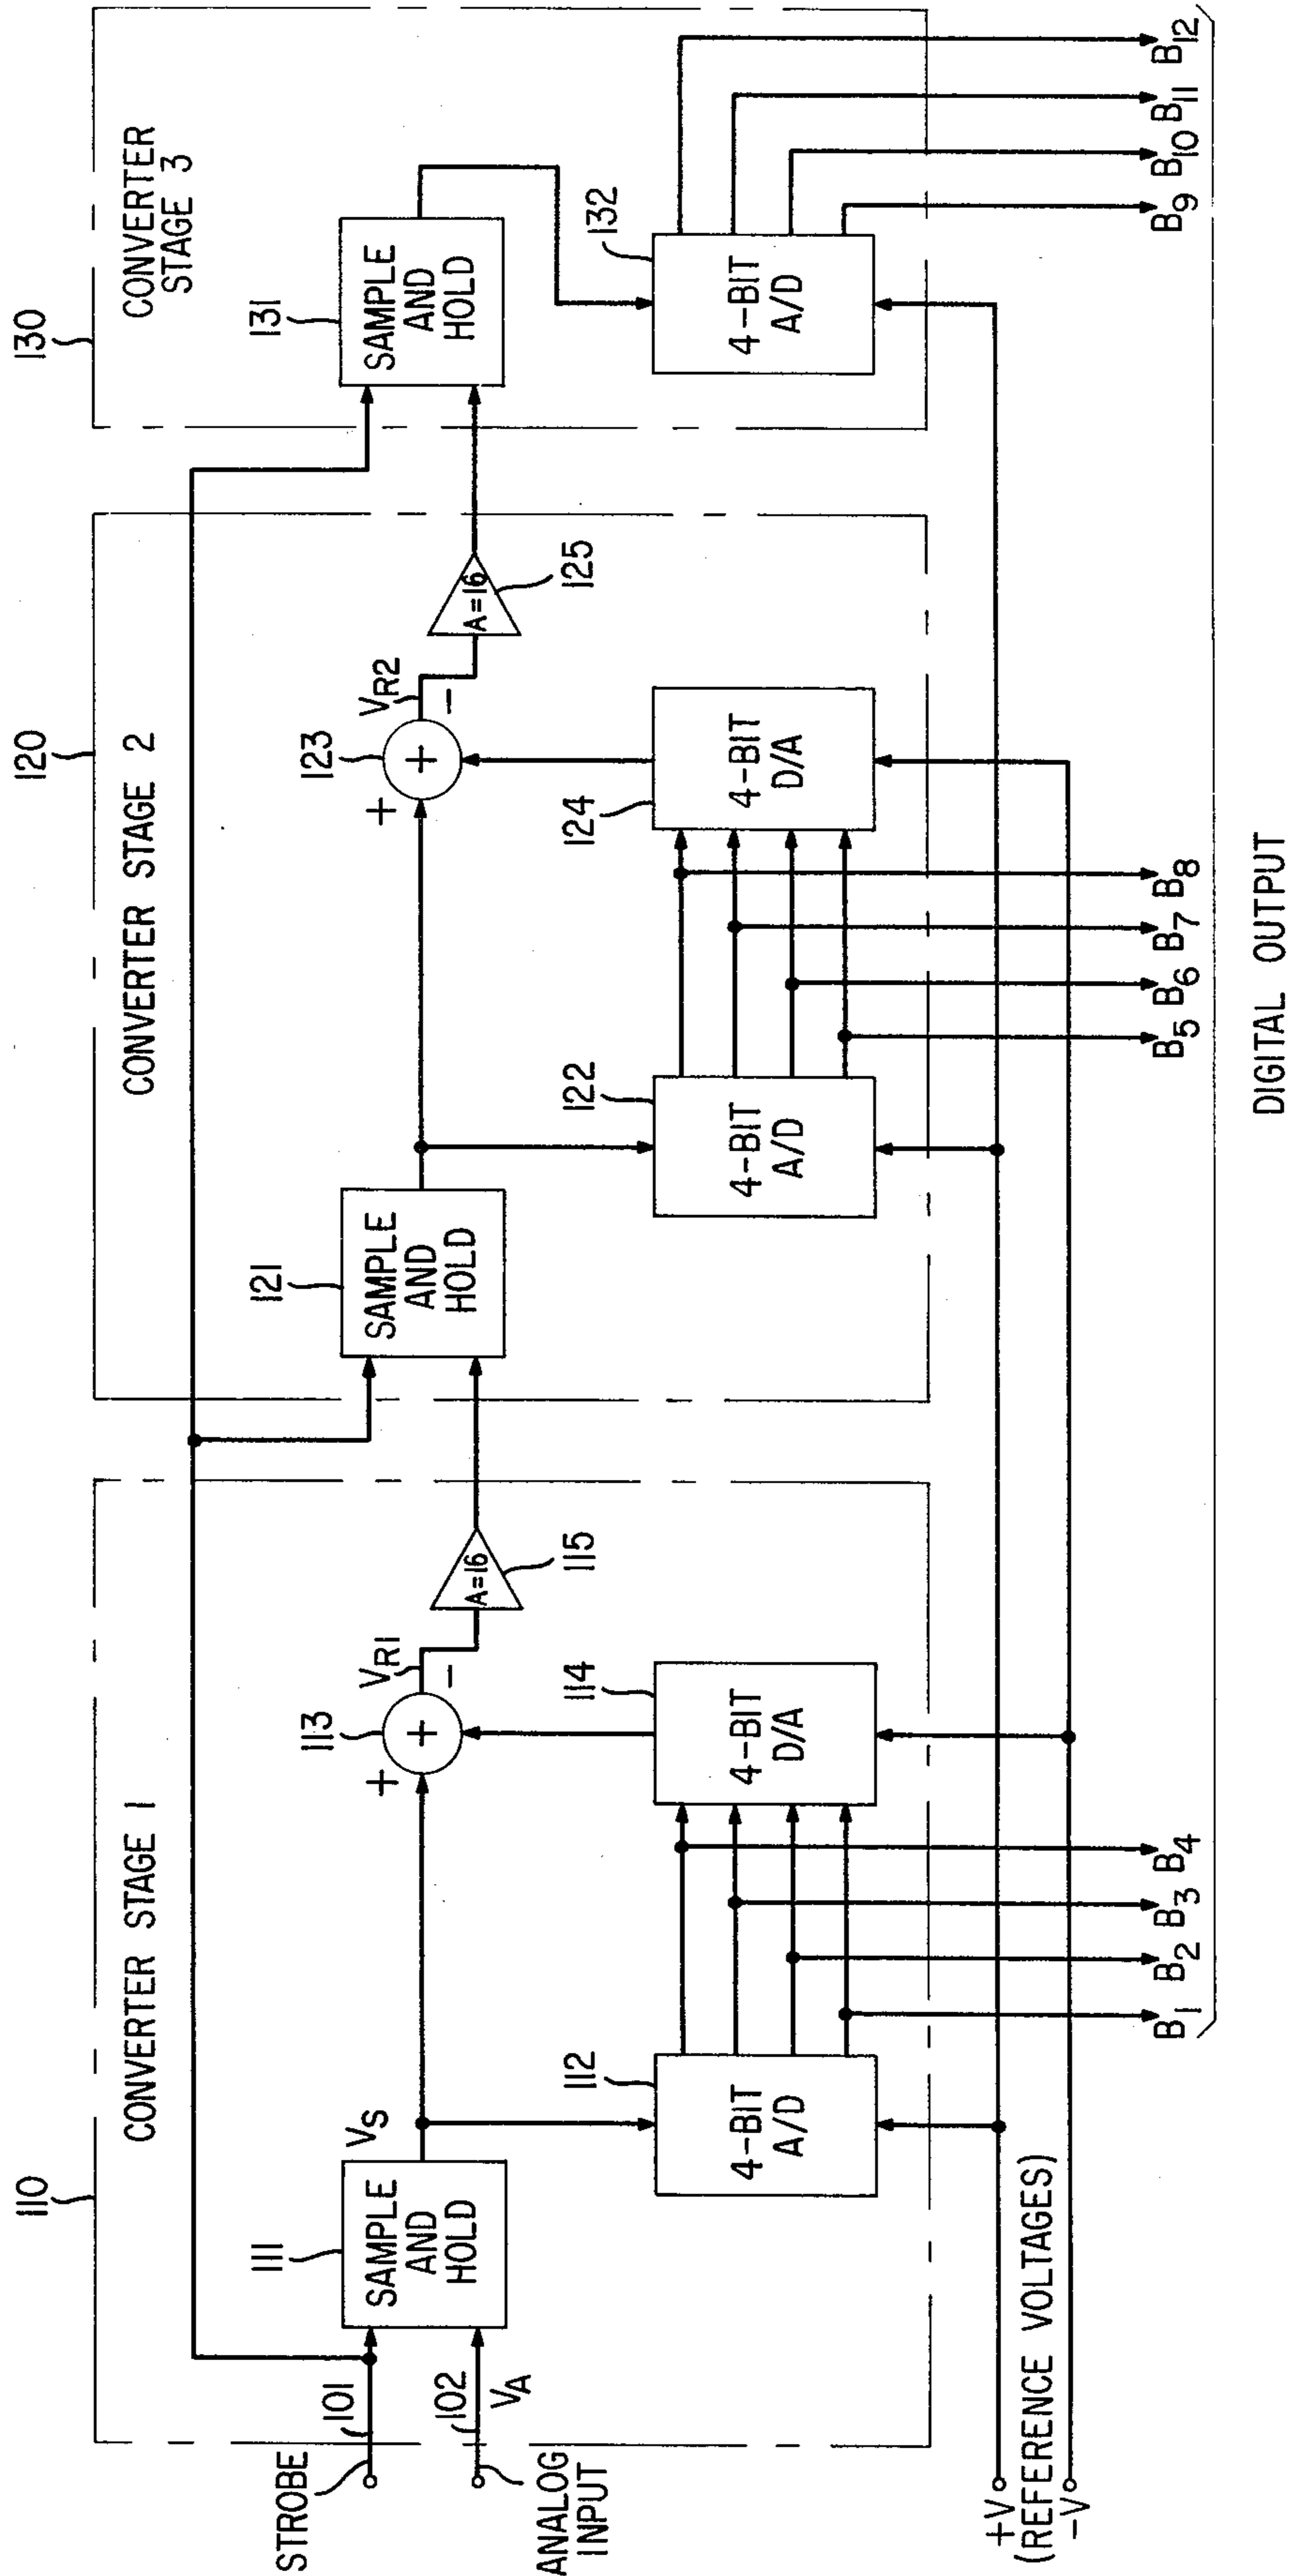 110
CONVERTER STAGE 1
120
CONVERTER STAGE 2
130
CONVERTER
STAGE 3
STROBE
101
ANALOG
INPUT
102
VA
111
SAMPLE
AND
HOLD
VS
112
4-BIT
A/D
113
+
+
-
VR1
114
4-BIT
D/A
A=16
115
121
SAMPLE
AND
HOLD
122
4-BIT
A/D
123
+
+
-
VR2
124
4-BIT
D/A
A=16
125
131
SAMPLE
AND
HOLD
132
4-BIT
A/D
+V
(REFERENCE VOLTAGES)
-V
B1 B2 B3 B4 B5 B6 B7 B8 B9 B10 B11 B12
DIGITAL OUTPUT